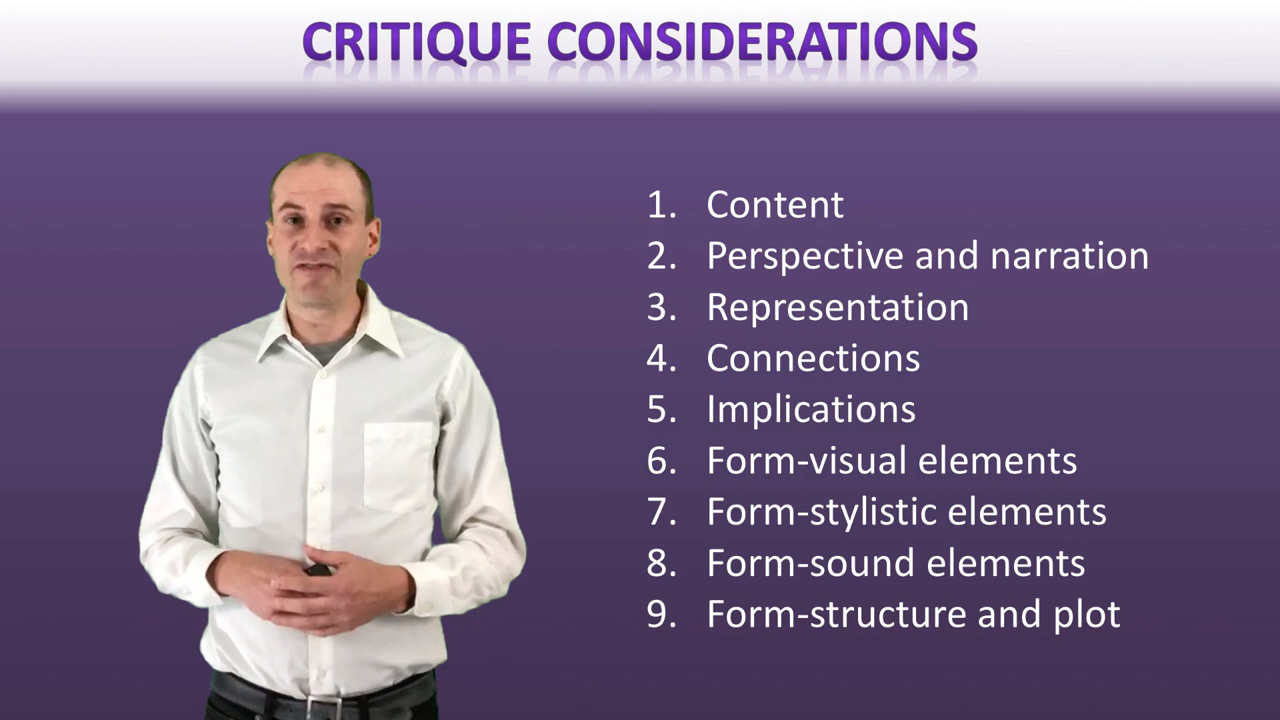 CRITIQUE CONSIDERATIONS
1. Content
2. Perspective and narration
3. Representation
4. Connections
5. Implications
6. Form-visual elements
7. Form-stylistic elements
8. Form-sound elements
9. Form-structure and plot